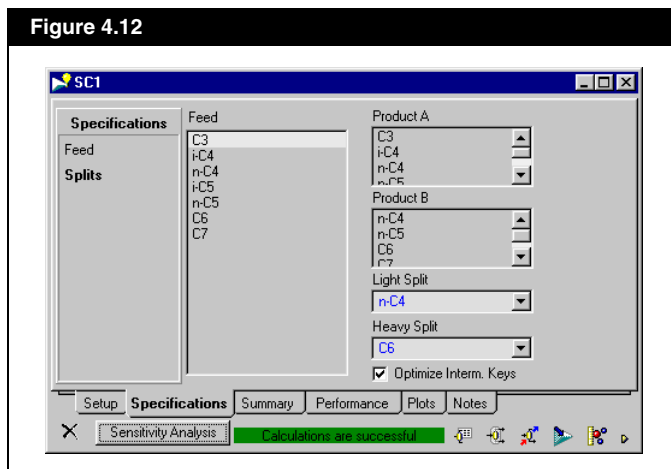 Figure 4.12
SC1
Specifications
Feed
Splits
Feed
C3
i-C4
n-C4
i-C5
n-C5
C6
C7
Product A
C3
i-C4
n-C4
n-C5
Product B
n-C4
n-C5
C6
C7
Light Split
n-C4
Heavy Split
C6
Optimize Interm. Keys
Setup Specifications Summary Performance Plots Notes
Sensitivity Analysis Calculations are successful